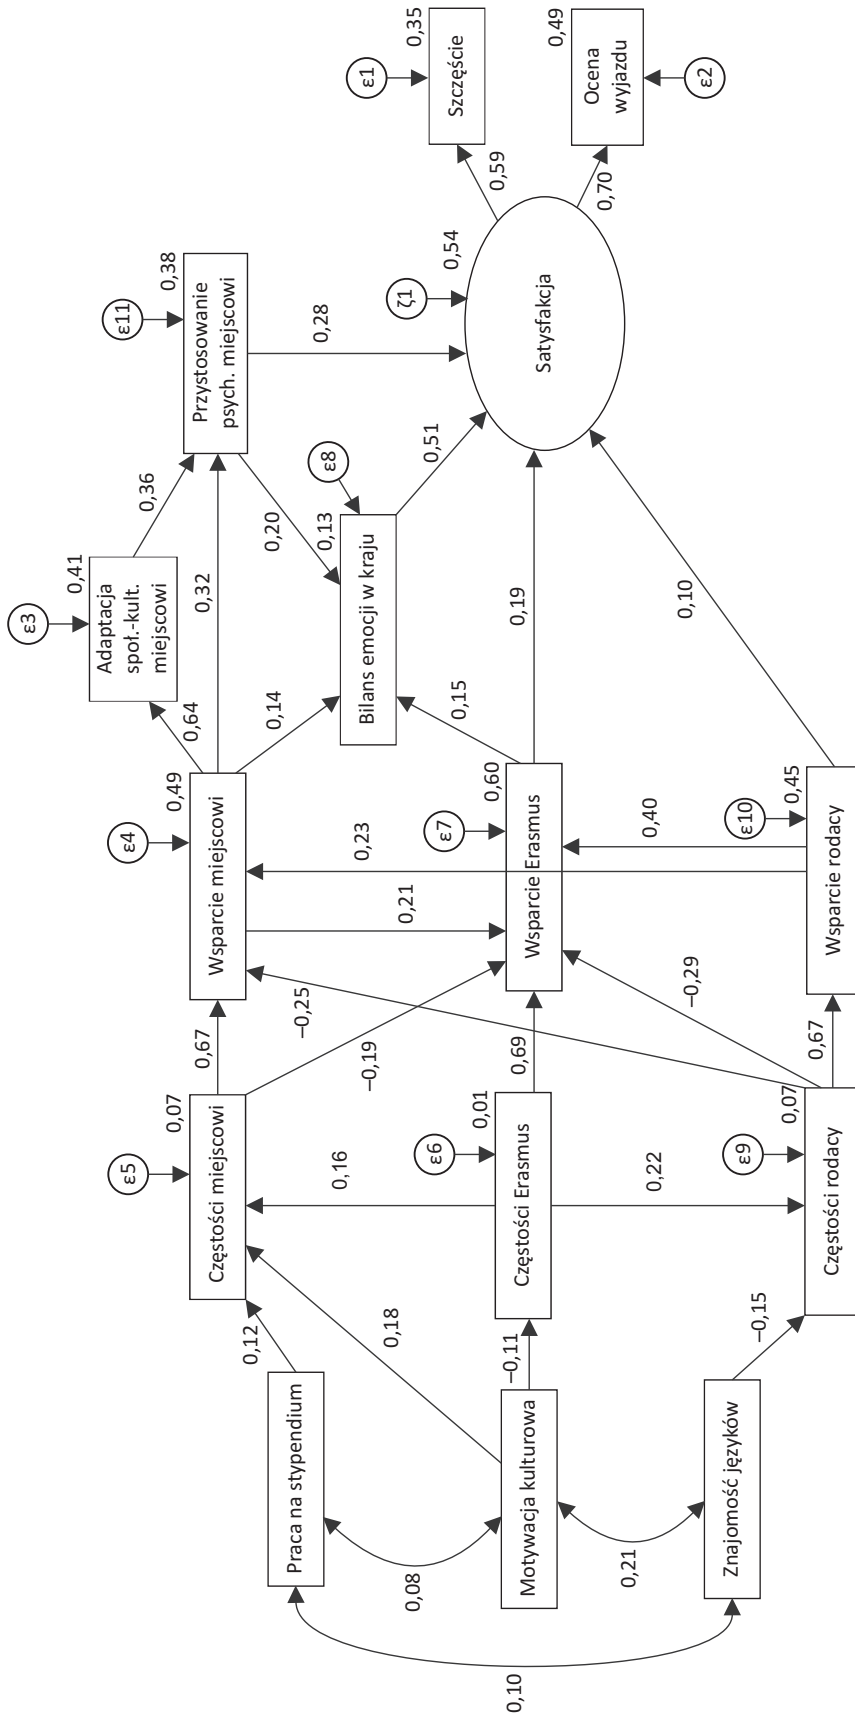 0,10
Praca na stypendium
0,08
Motywacja kulturowa
0,21
Znajomość języków
0,12
0,18
–0,11
–0,15
ε5
0,07
Częstości miejscowi
0,16
ε6
0,01
Częstości Erasmus
0,22
ε9
0,07
Częstości rodacy
0,67
–0,25
–0,19
0,69
–0,29
0,67
ε4
0,49
Wsparcie miejscowi
0,23
0,21
ε7
0,60
Wsparcie Erasmus
0,40
ε10
0,45
Wsparcie rodacy
0,64
0,14
0,32
0,15
0,19
0,10
ε3
0,41
Adaptacja
społ.-kult.
miejscowi
0,36
0,20
ε8
0,13
Bilans emocji w kraju
0,51
ε11
0,38
Przystosowanie
psych. miejscowi
0,28
ζ1
0,54
Satysfakcja
0,59
0,70
ε1
0,35
Szczęście
0,49
Ocena
wyjazdu
ε2